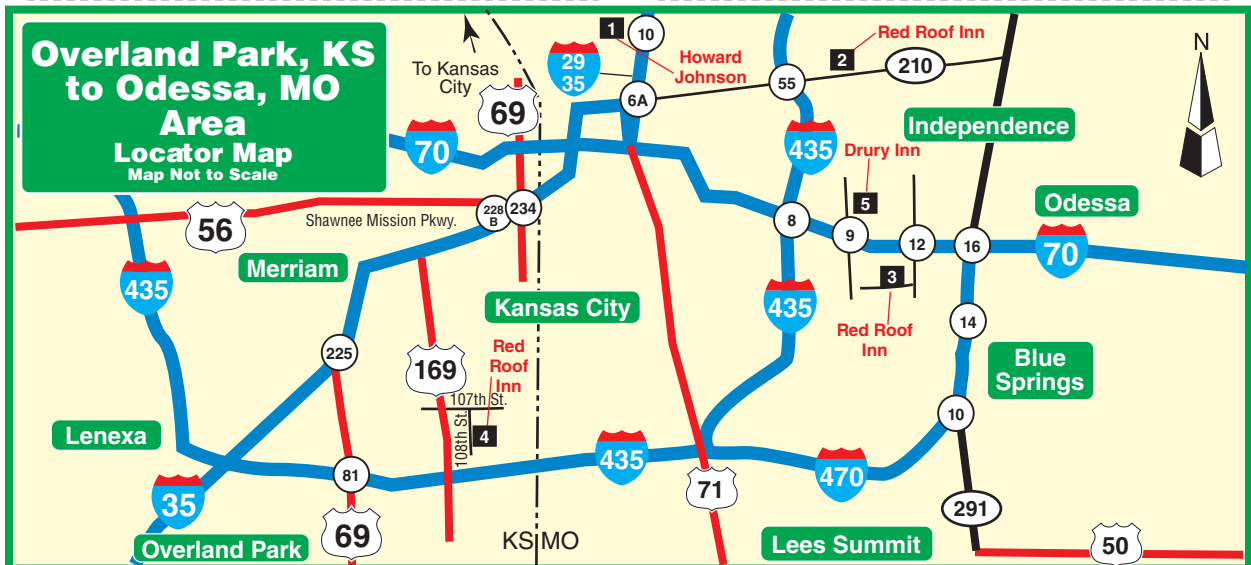 Overland Park, KS
to Odessa, MO
Area
Locator Map
Map Not to Scale
To Kansas
City
69
29
35
1
10
Howard
Johnson
6A
55
2
Red Roof Inn
210
N
Independence
70
435
Drury Inn
5
56
Shawnee Mission Pkwy.
228
B
234
8
9
12
16
Odessa
70
Merriam
435
Kansas City
435
3
Red Roof
Inn
14
225
169
Red
Roof
Inn
107th St.
108th St.
4
Blue
Springs
10
Lenexa
81
435
470
71
35
69
291
Overland Park
KS
MO
Lees Summit
50